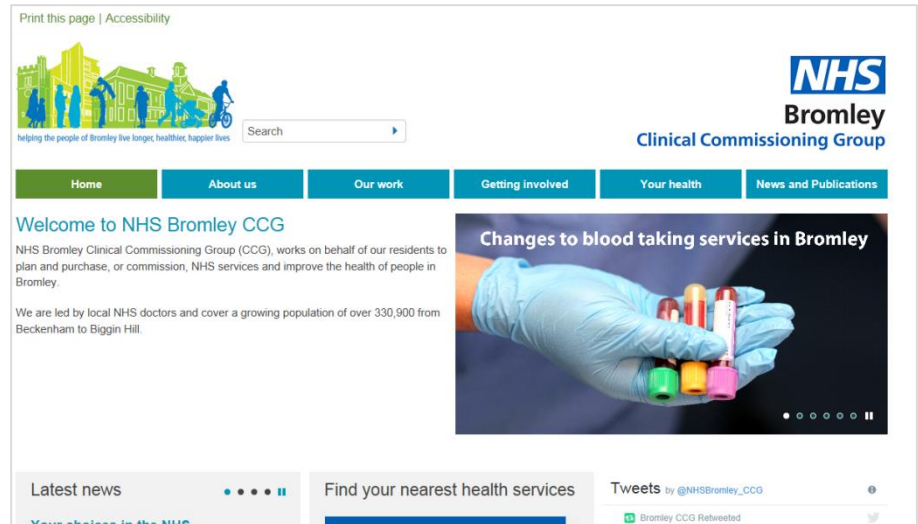 Print this page | Accessibility
helping the people of Bromley live longer, healthier, happier lives
Search
NHS
Bromley
Clinical Commissioning Group
Home
About us
Our work
Getting involved
Your health
News and Publications
Welcome to NHS Bromley CCG
NHS Bromley Clinical Commissioning Group (CCG), works on behalf of our residents to
plan and purchase, or commission, NHS services and improve the health of people in
Bromley.
We are led by local NHS doctors and cover a growing population of over 330,900 from
Beckenham to Biggin Hill.
Changes to blood taking services in Bromley
Latest news
Your choices in the NHS
Find your nearest health services
Tweets by @NHSBromley_CCG
Bromley CCG Retweeted